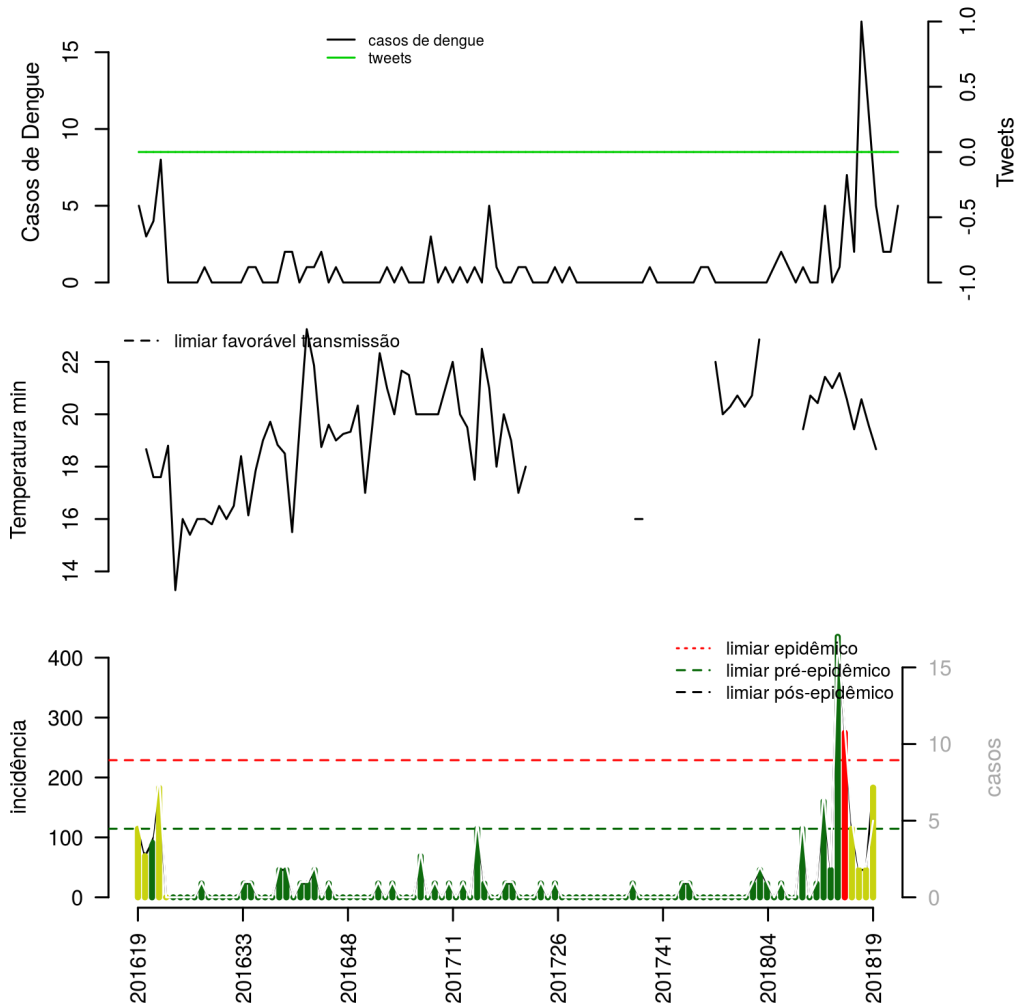 casos de dengue
tweets
Casos de Dengue
0
5
10
15
Tweets
-1.0
-0.5
0.0
0.5
1.0
limiar favorável transmissão
Temperatura min
14
16
18
20
22
limiar epidêmico
limiar pré-epidêmico
limiar pós-epidêmico
incidência
0
100
200
300
400
casos
0
5
10
15
201619
201633
201648
201711
201726
201741
201804
201819